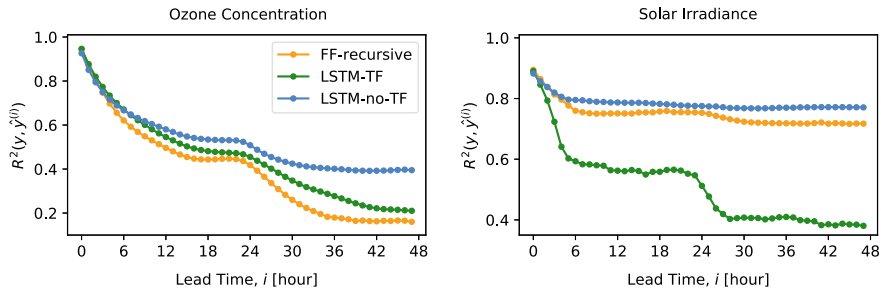 Ozone Concentration
1.0
0.8
0.6
0.4
0.2
R²(y, ŷ⁽ⁱ⁾)
FF-recursive
LSTM-TF
LSTM-no-TF
0 6 12 18 24 30 36 42 48
Lead Time, i [hour]
Solar Irradiance
1.0
0.8
0.6
0.4
R²(y, ŷ⁽ⁱ⁾)
0 6 12 18 24 30 36 42 48
Lead Time, i [hour]